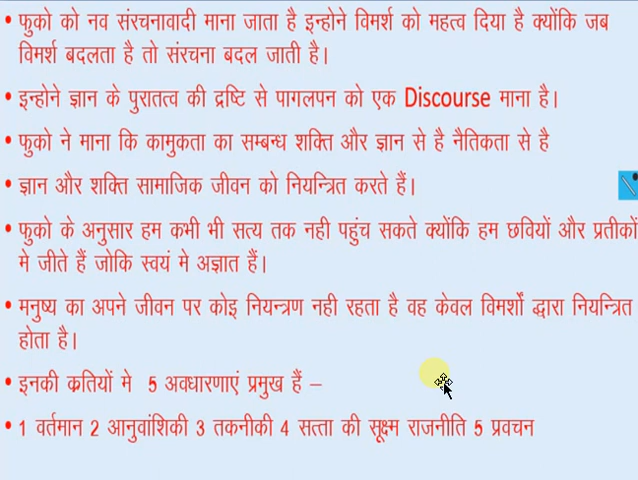 • फुको को नव संरचनावादी माना जाता है इन्होने विमर्श को महत्व दिया है क्योंकि जब
विमर्श बदलता है तो संरचना बदल जाती है।
• इन्होने ज्ञान के पुरातत्व की द्रष्टि से पागलपन को एक Discourse माना है।
• फुको ने माना कि कामुकता का सम्बन्ध शक्ति और ज्ञान से है नैतिकता से है
• ज्ञान और शक्ति सामाजिक जीवन को नियन्त्रित करते हैं।
• फुको के अनुसार हम कभी भी सत्य तक नही पहुंच सकते क्योंकि हम छवियों और प्रतीकों
मे जीते हैं जोकि स्वयं मे अज्ञात हैं।
• मनुष्य का अपने जीवन पर कोइ नियन्त्रण नही रहता है वह केवल विमर्शों द्धारा नियन्त्रित
होता है।
• इनकी क्रतियों मे 5 अवधारणाएं प्रमुख हैं –
• 1 वर्तमान 2 आनुवांशिकी 3 तकनीकी 4 सत्ता की सूक्ष्म राजनीति 5 प्रवचन